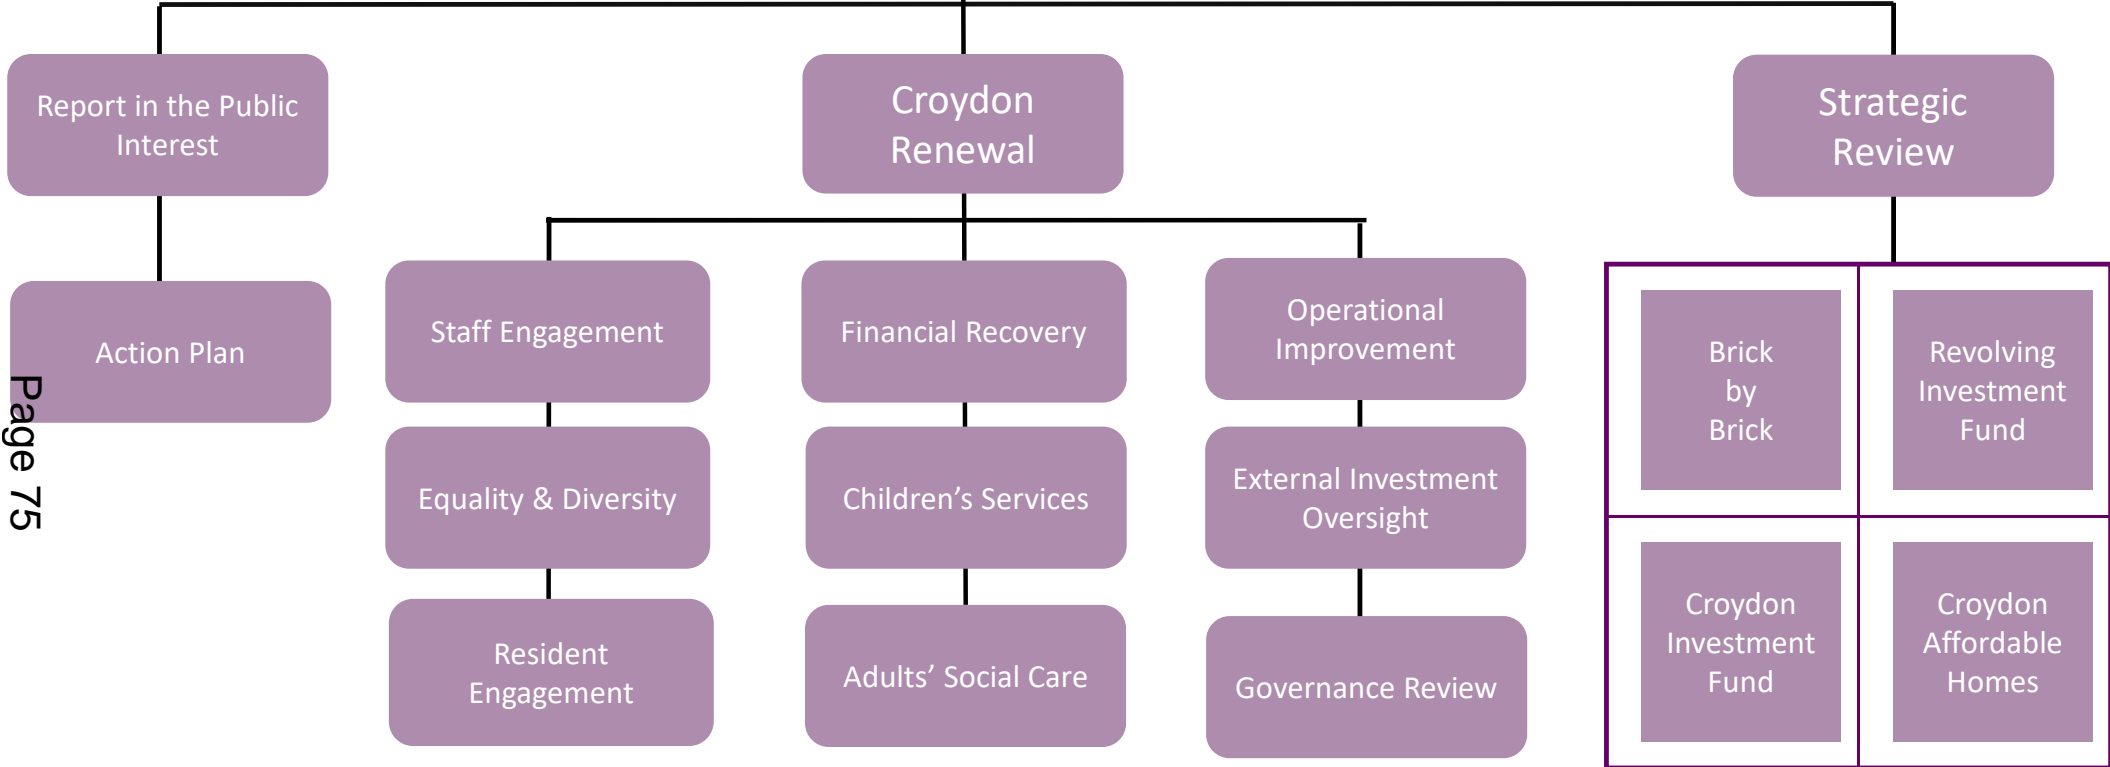 Report in the Public
Interest
Croydon
Renewal
Strategic
Review
Action Plan
Staff Engagement
Financial Recovery
Operational
Improvement
Equality & Diversity
Children’s Services
External Investment
Oversight
Resident
Engagement
Adults’ Social Care
Governance Review
Brick
by
Brick
Revolving
Investment
Fund
Croydon
Investment
Fund
Croydon
Affordable
Homes
Page 75